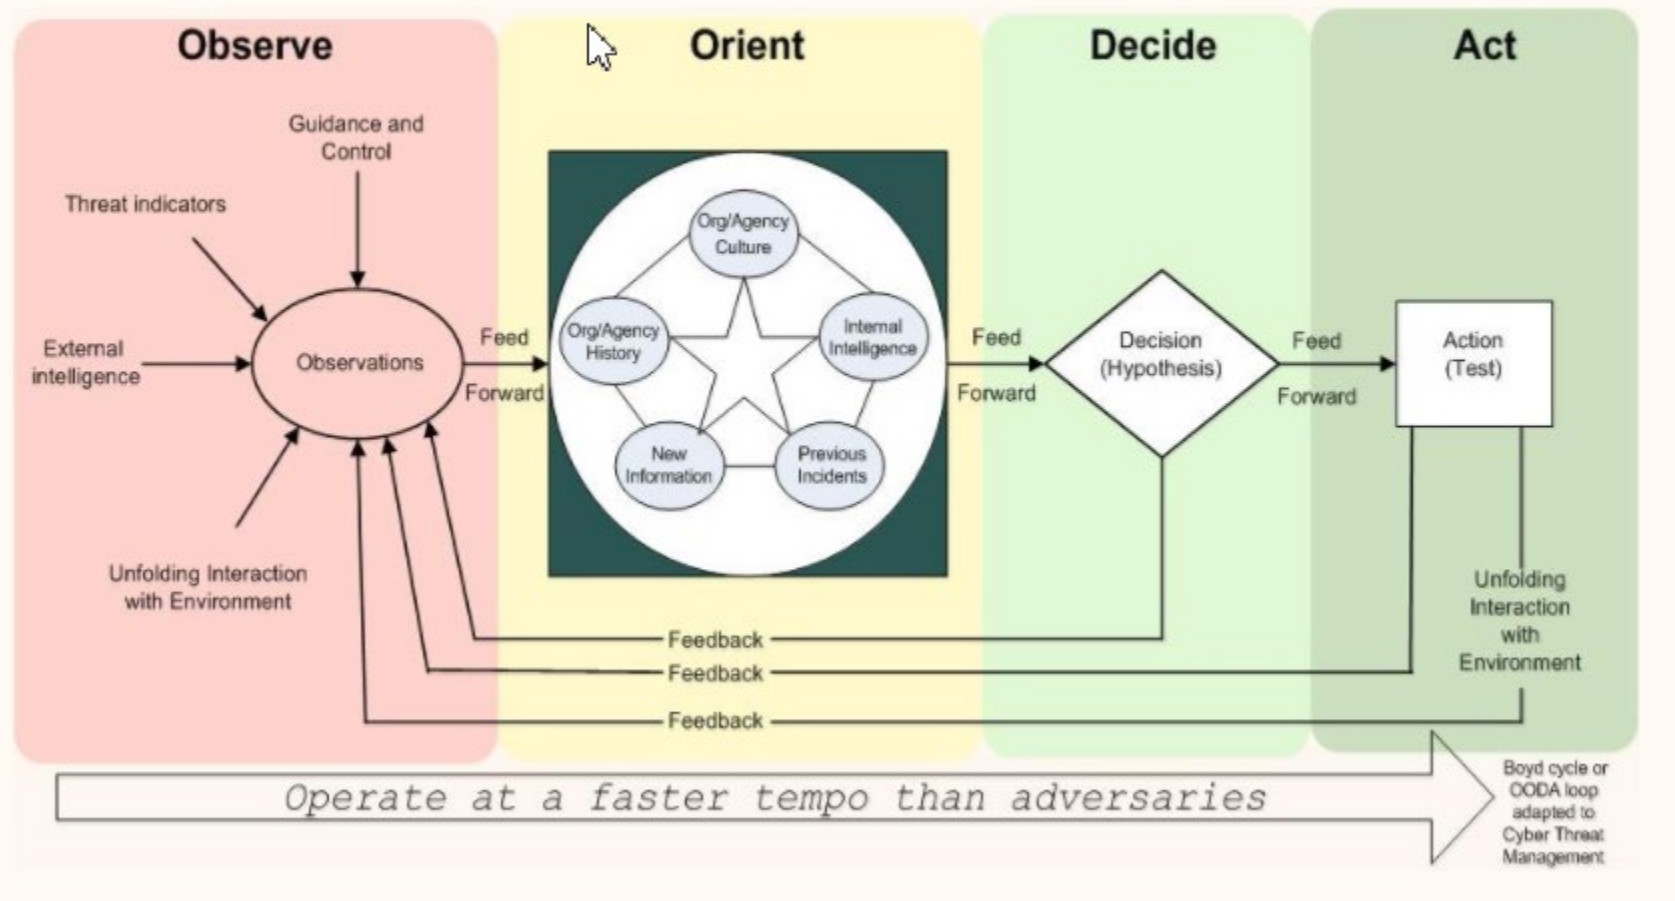 Observe
Orient
Decide
Act
Guidance and
Control
Threat indicators
External
intelligence
Observations
Unfolding Interaction
with Environment
Feed
Forward
Org/Agency
Culture
Org/Agency
History
Internal
Intelligence
New
Information
Previous
Incidents
Feed
Forward
Decision
(Hypothesis)
Feed
Forward
Action
(Test)
Unfolding
Interaction
with
Environment
Feedback
Feedback
Feedback
Operate at a faster tempo than adversaries
Boyd cycle or
OODA loop
adapted to
Cyber Threat
Management